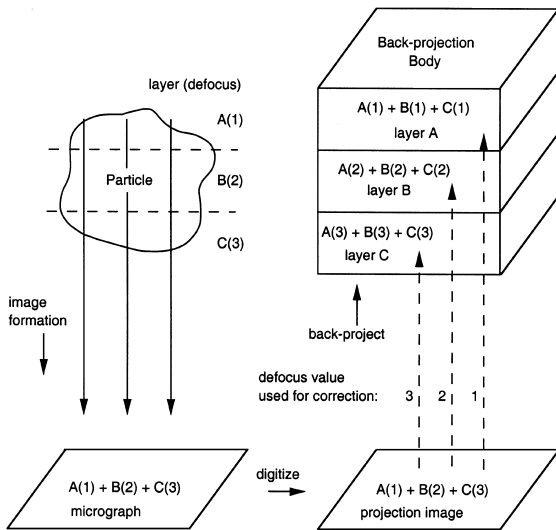 layer (defocus)
A(1)
Particle
B(2)
C(3)
image
formation
A(1) + B(2) + C(3)
micrograph
digitize
Back-projection
Body
A(1) + B(1) + C(1)
layer A
A(2) + B(2) + C(2)
layer B
A(3) + B(3) + C(3)
layer C
back-project
defocus value
used for correction: 3 2 1
A(1) + B(2) + C(3)
projection image